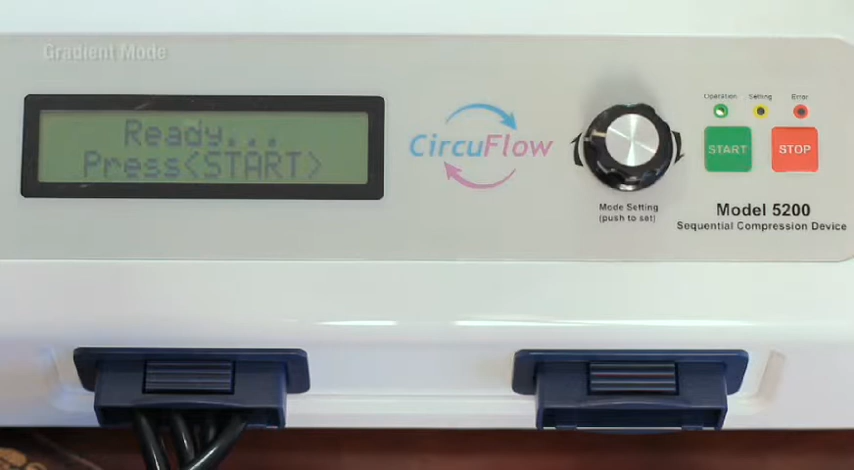 Gradient Mode
Ready...
Press<START>
CircuFlow
Operation Setting Error
START STOP
Mode Setting
(push to set)
Model 5200
Sequential Compression Device